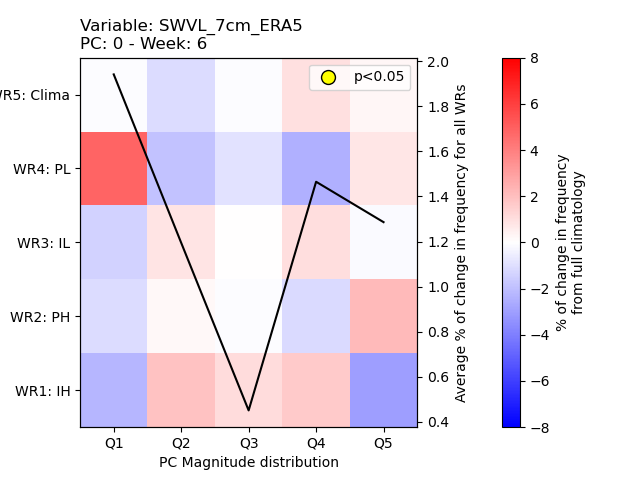 Variable: SWVL_7cm_ERA5
PC: 0 - Week: 6
p<0.05
WR5: Clima
WR4: PL
WR3: IL
WR2: PH
WR1: IH
Q1 Q2 Q3 Q4 Q5
PC Magnitude distribution
2.0
1.8
1.6
1.4
1.2
1.0
0.8
0.6
0.4
Average % of change in frequency for all WRs
8
6
4
2
0
−2
−4
−6
−8
% of change in frequency
from full climatology